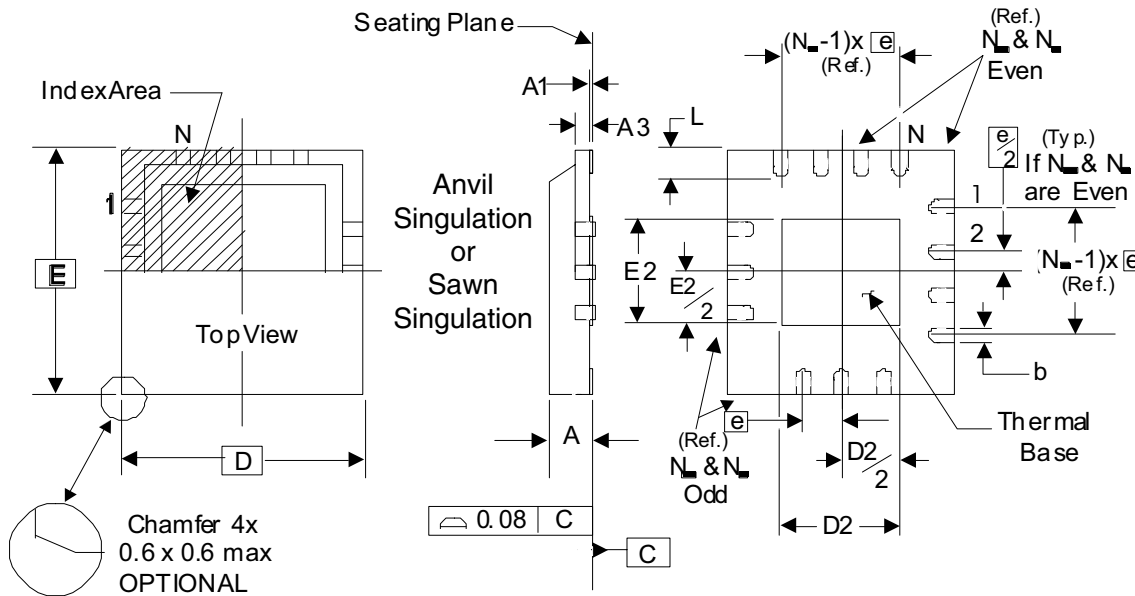 Seating Plane
(Ref.)
N & N
Even
(N -1)x e
(Ref.)
Index Area
A1
A3
L
N
N
e/2
(Typ.)
If N & N
are Even
1
1
2
Anvil
Singulation
or
Sawn
Singulation
E
E2
E2/2
(N -1)x e
(Ref.)
Top View
b
A
e
(Ref.)
N & N
Odd
D2/2
Thermal
Base
D
D2
Chamfer 4x
0.6 x 0.6 max
OPTIONAL
0.08 C
C